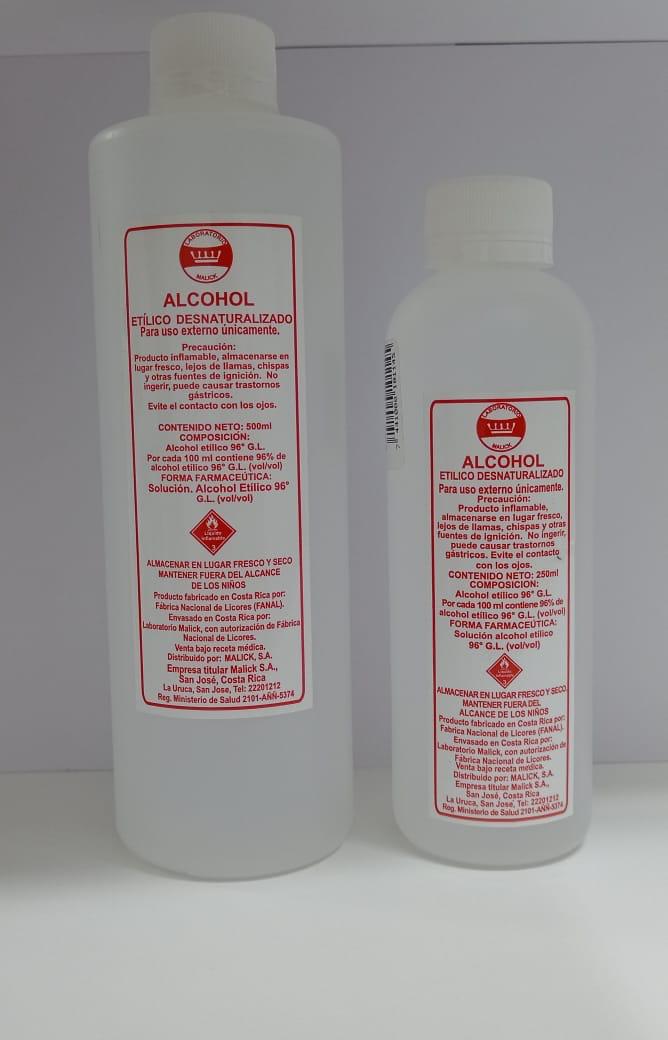 LABORATORIO
MALICK
ALCOHOL
ETÍLICO DESNATURALIZADO
Para uso externo únicamente.
Precaución:
Producto inflamable, almacenarse en
lugar fresco, lejos de llamas, chispas
y otras fuentes de ignición. No
ingerir, puede causar trastornos
gástricos.
Evite el contacto con los ojos.
CONTENIDO NETO: 500ml
COMPOSICIÓN:
Alcohol etílico 96° G.L.
Por cada 100 ml contiene 96% de
alcohol etílico 96° G.L. (vol/vol)
FORMA FARMACEÚTICA:
Solución. Alcohol Etílico 96°
G.L. (vol/vol)
Líquido
inflamable
3
ALMACENAR EN LUGAR FRESCO Y SECO
MANTENER FUERA DEL ALCANCE
DE LOS NIÑOS
Producto fabricado en Costa Rica por:
Fábrica Nacional de Licores (FANAL).
Envasado en Costa Rica por:
Laboratorio Malick, con autorización de Fábrica
Nacional de Licores.
Venta bajo receta médica.
Distribuido por: MALICK, S.A.
Empresa titular Malick S.A.,
San José, Costa Rica
La Uruca, San Jose, Tel: 22201212
Reg. Ministerio de Salud 2101-AÑÑ-5374
LABORATORIO
MALICK
ALCOHOL
ETILICO DESNATURALIZADO
Para uso externo únicamente.
Precaución:
Producto inflamable,
almacenarse en lugar fresco,
lejos de llamas, chispas y otras
fuentes de ignición. No ingerir,
puede causar trastornos
gástricos. Evite el contacto
con los ojos.
CONTENIDO NETO: 250ml
COMPOSICIÓN:
Alcohol etílico 96° G.L.
Por cada 100 ml contiene 96% de
alcohol etílico 96° G.L. (vol/vol)
FORMA FARMACEÚTICA:
Solución alcohol etílico
96° G.L. (vol/vol)
ALMACENAR EN LUGAR FRESCO Y SECO.
MANTENER FUERA DEL
ALCANCE DE LOS NIÑOS
Producto fabricado en Costa Rica por:
Fabrica Nacional de Licores (FANAL).
Envasado en Costa Rica por:
Laboratorio Malick, con autorización de
Fábrica Nacional de Licores.
Venta bajo receta médica.
Distribuido por: MALICK, S.A.
Empresa titular Malick S.A.,
San José, Costa Rica
La Uruca, San Jose, Tel: 22201212
Reg. Ministerio de Salud 2101-AÑÑ-5374